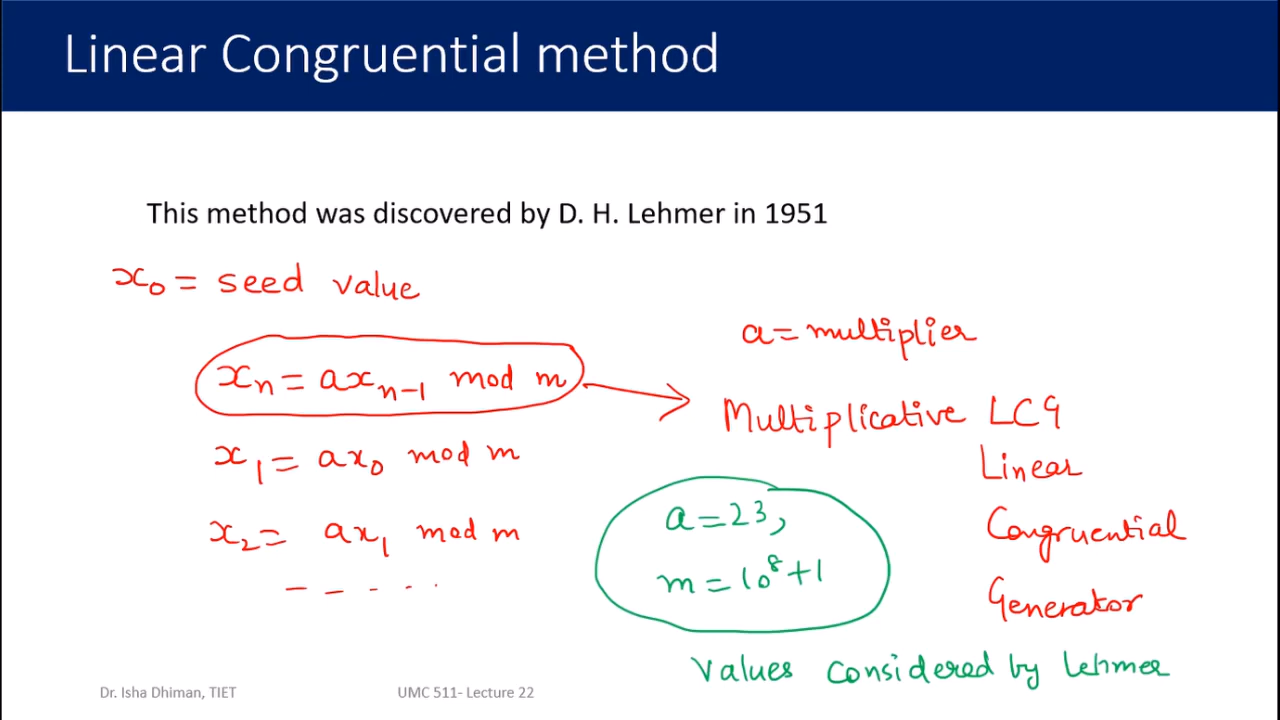 Linear Congruential method
This method was discovered by D. H. Lehmer in 1951
x₀ = seed value
xₙ = axₙ₋₁ mod m
x₁ = ax₀ mod m
x₂ = ax₁ mod m
a = multiplier
Multiplicative LCG
Linear
Congruential
Generator
a = 23,
m = 10⁸+1
Values considered by Lehmer
Dr. Isha Dhiman, TIET
UMC 511- Lecture 22